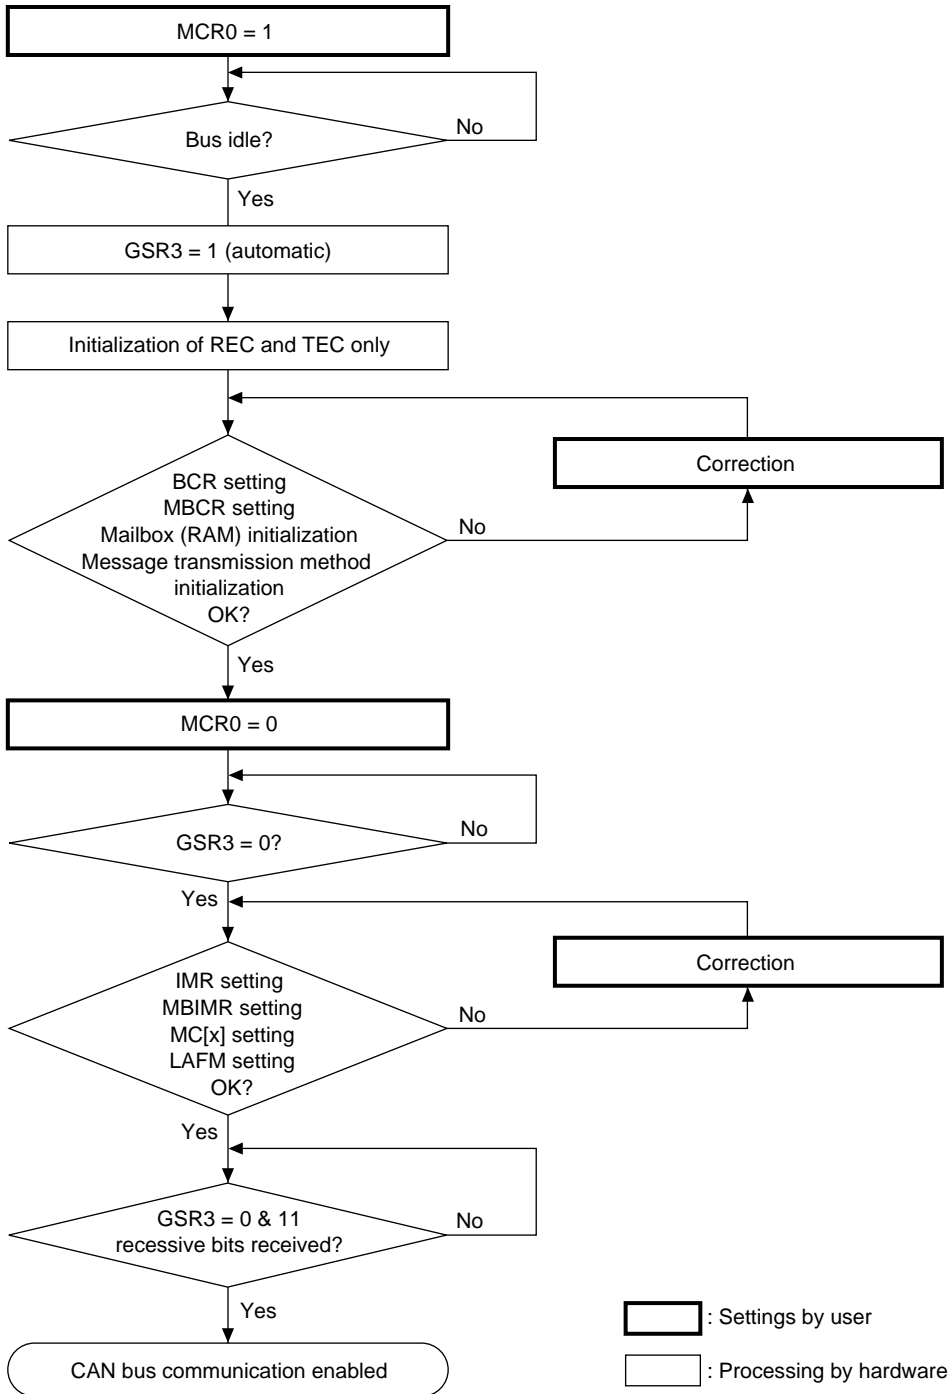 MCR0 = 1
Bus idle?
No
Yes
GSR3 = 1 (automatic)
Initialization of REC and TEC only
Correction
BCR setting
MBCR setting
Mailbox (RAM) initialization
Message transmission method
initialization
OK?
No
Yes
MCR0 = 0
GSR3 = 0?
No
Yes
Correction
IMR setting
MBIMR setting
MC[x] setting
LAFM setting
OK?
No
Yes
GSR3 = 0 & 11
recessive bits received?
No
Yes
CAN bus communication enabled
: Settings by user
: Processing by hardware